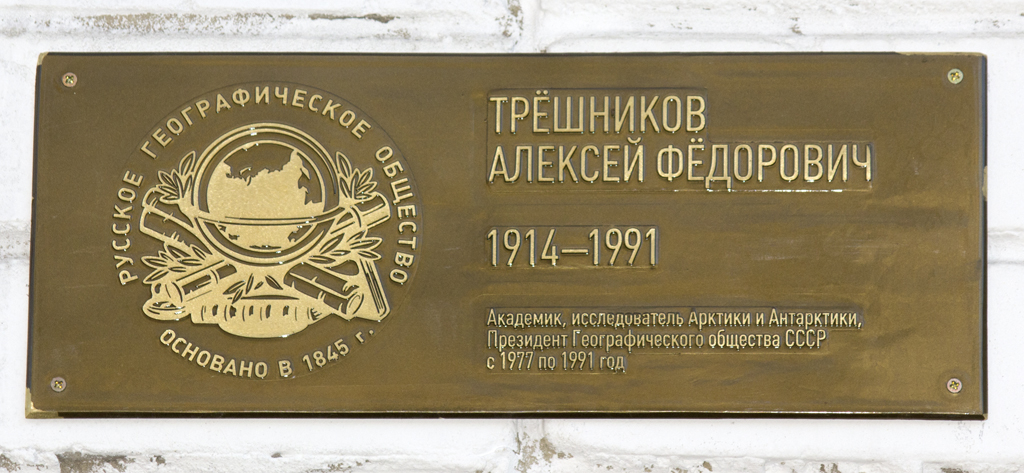 РУССКОЕ ГЕОГРАФИЧЕСКОЕ ОБЩЕСТВО
ОСНОВАНО В 1845 г.
ТРЁШНИКОВ
АЛЕКСЕЙ ФЁДОРОВИЧ
1914–1991
Академик, исследователь Арктики и Антарктики,
Президент Географического общества СССР
с 1977 по 1991 год